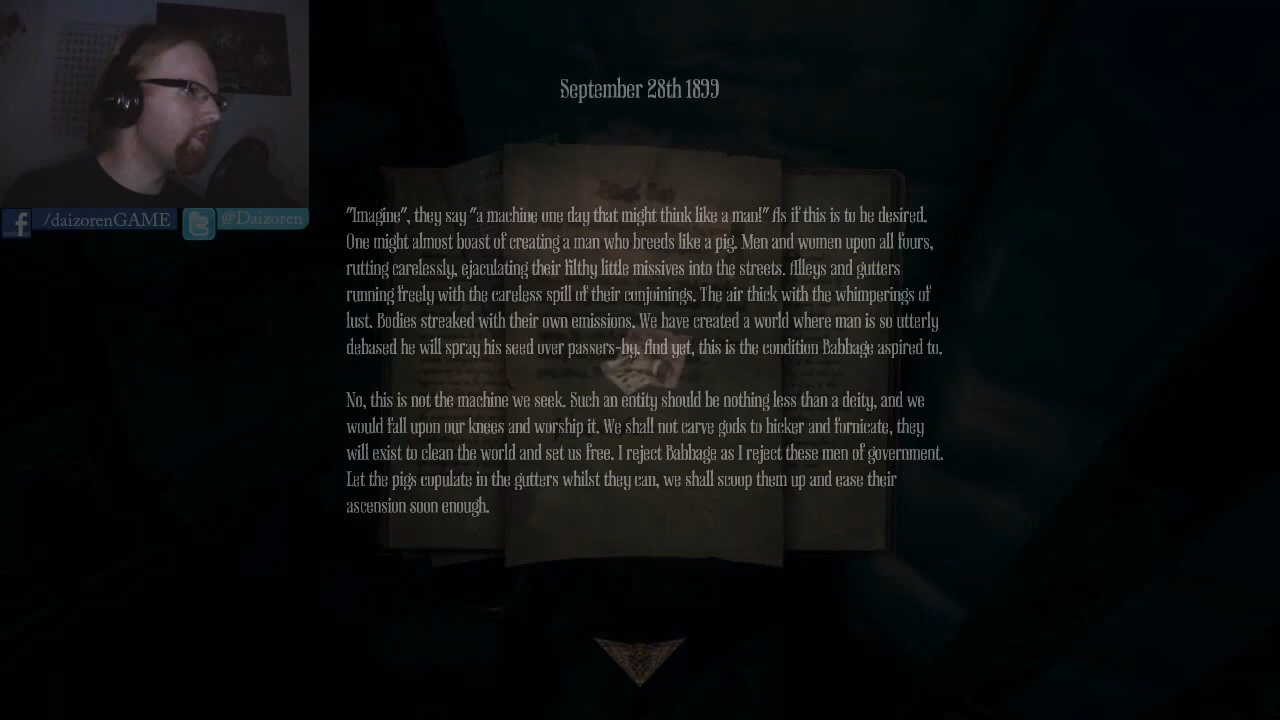 /daizorenGAME
@Daizoren
September 28th 1899
"Imagine", they say "a machine one day that might think like a man!" As if this is to be desired.
One might almost boast of creating a man who breeds like a pig. Men and women upon all fours,
rutting carelessly, ejaculating their filthy little missives into the streets. Alleys and gutters
running freely with the careless spill of their conjoinings. The air thick with the whimperings of
lust. Bodies streaked with their own emissions. We have created a world where man is so utterly
debased he will spray his seed over passers-by. And yet, this is the condition Babbage aspired to.
No, this is not the machine we seek. Such an entity should be nothing less than a deity, and we
would fall upon our knees and worship it. We shall not carve gods to bicker and fornicate, they
will exist to clean the world and set us free. I reject Babbage as I reject these men of government.
Let the pigs copulate in the gutters whilst they can, we shall scoop them up and ease their
ascension soon enough.